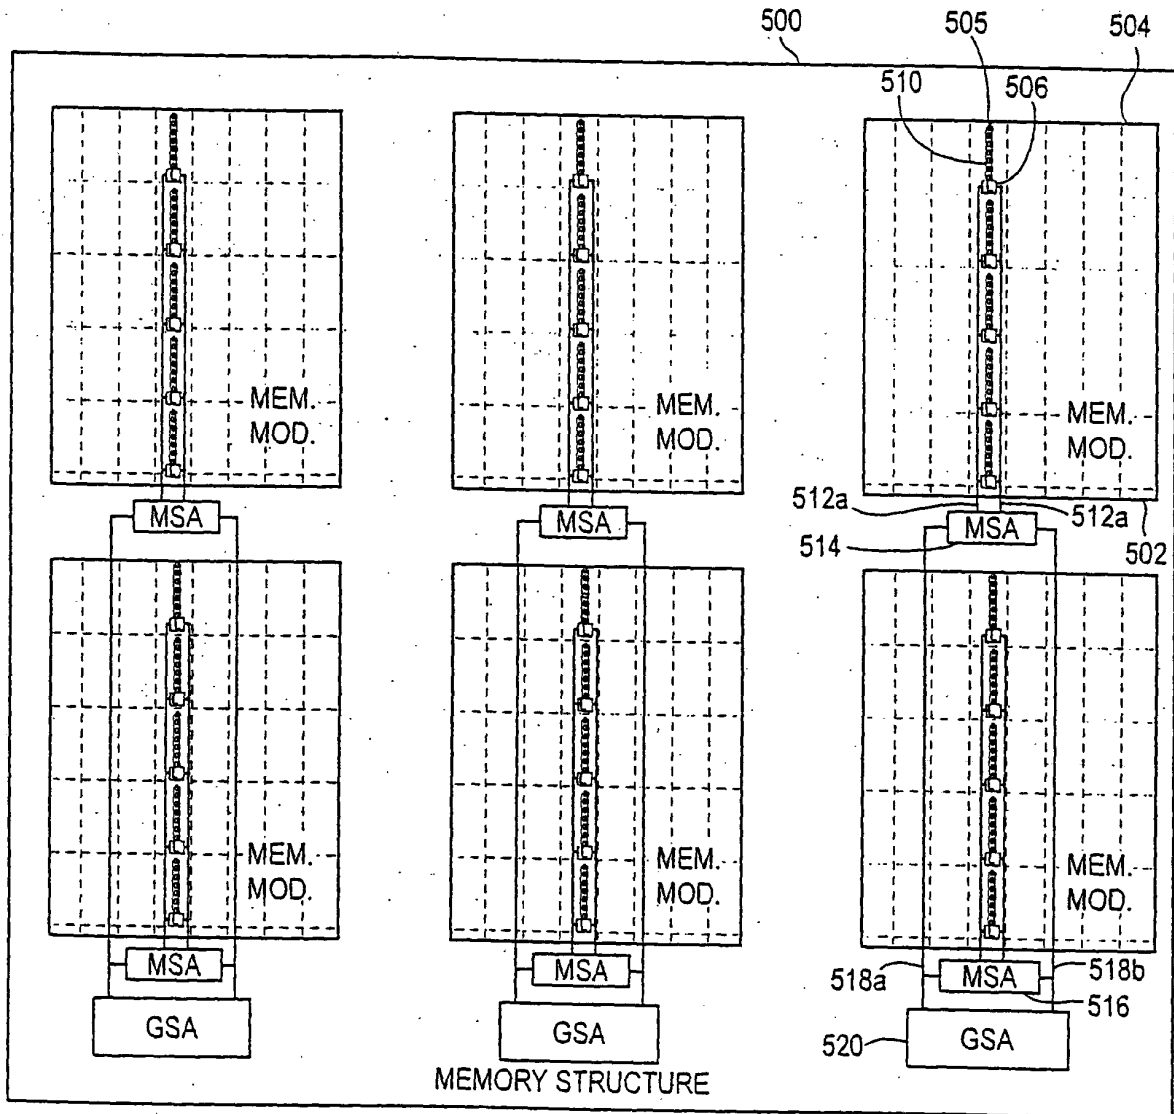 500
505
504
510
506
MEM.
MOD.
MEM.
MOD.
MEM.
MOD.
512a
512a
MSA
MSA
MSA
514
502
MEM.
MOD.
MEM.
MOD.
MEM.
MOD.
MSA
MSA
518a
MSA
518b
516
GSA
GSA
520
GSA
MEMORY STRUCTURE